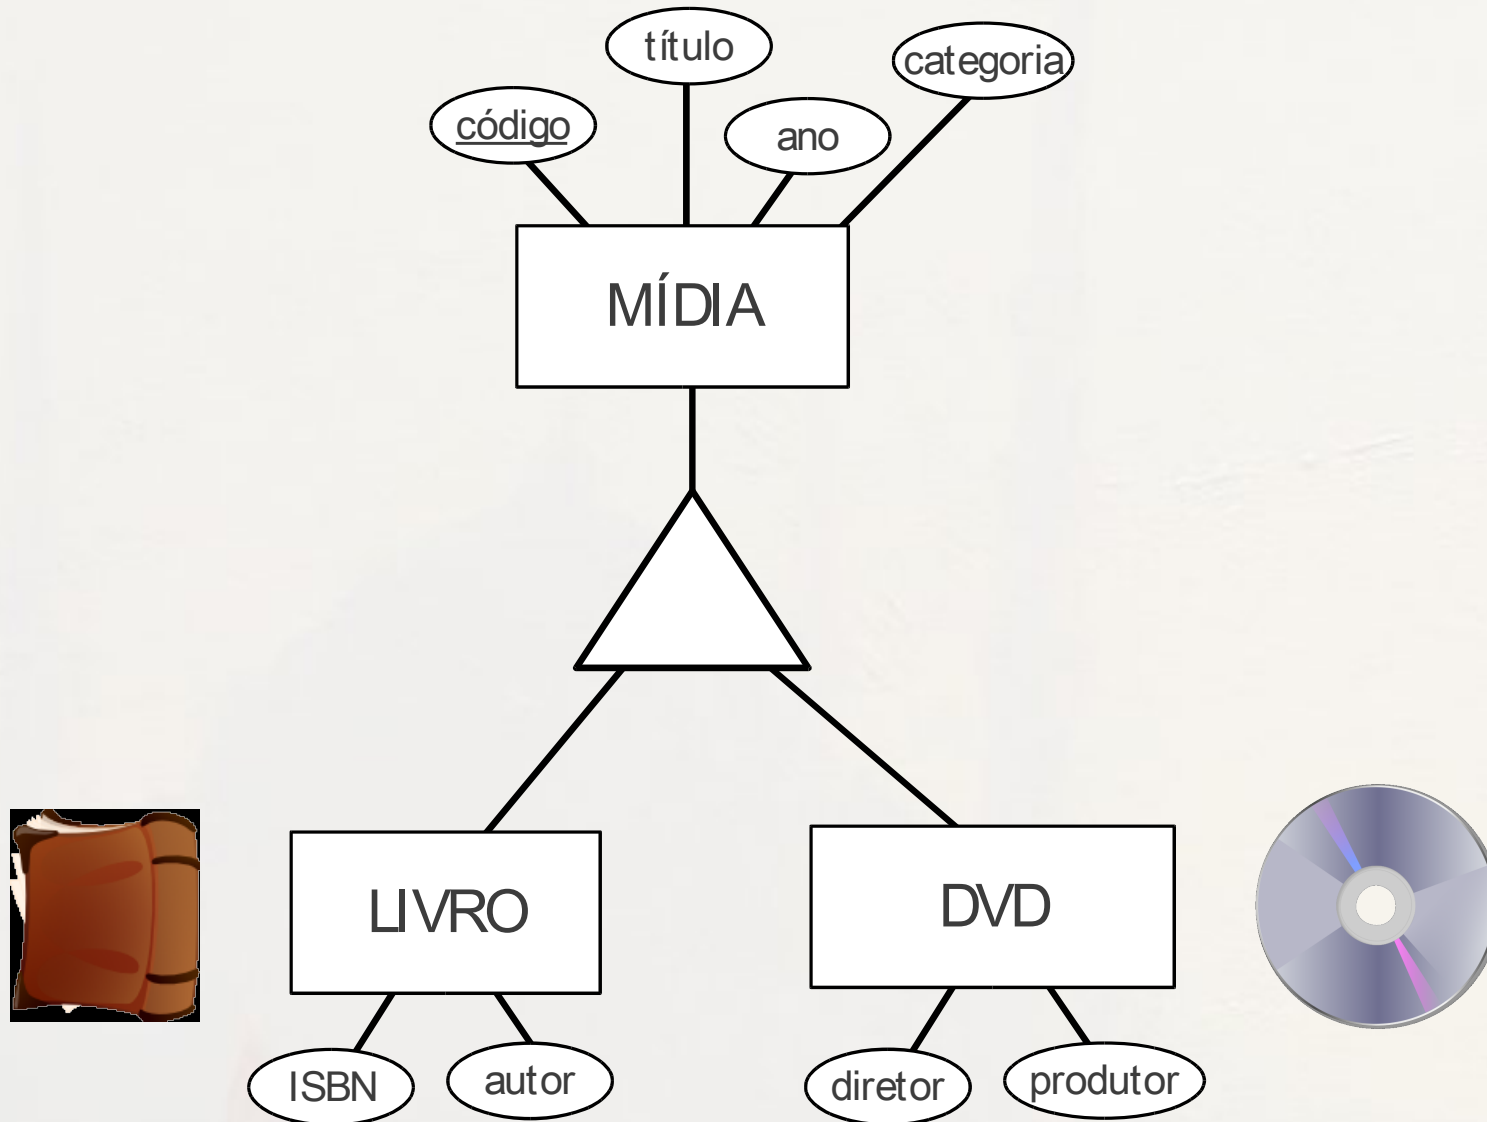 título
categoria
código
ano
MÍDIA
LIVRO
DVD
ISBN
autor
diretor
produtor